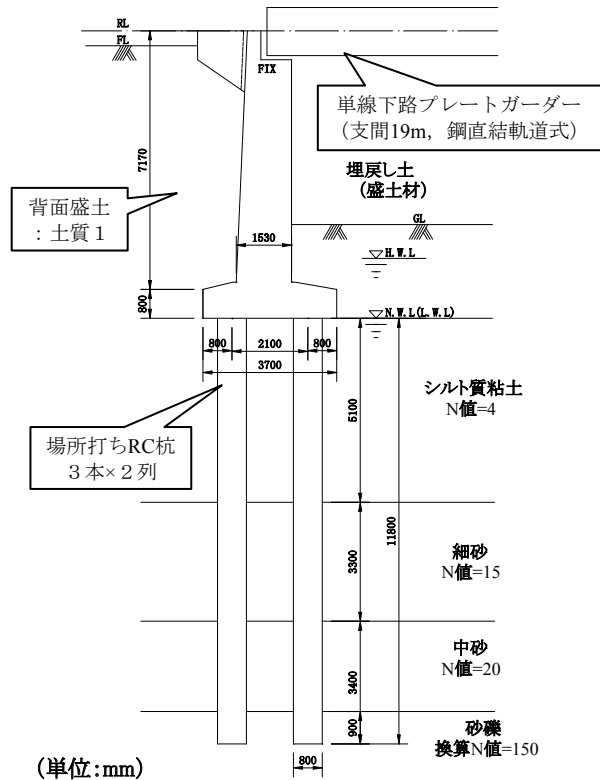 RL
FL
FIX
単線下路プレートガーダー
(支間19m，鋼直結軌道式)
7170
埋戻し土
(盛土材)
背面盛土
：土質１
GL
1530
H.W.L
800
N.W.L(L.W.L)
800
2100
800
3700
シルト質粘土
N値=4
5100
場所打ちRC杭
３本×２列
11800
3300
細砂
N値=15
3400
中砂
N値=20
900
砂礫
換算N値=150
800
(単位:mm)